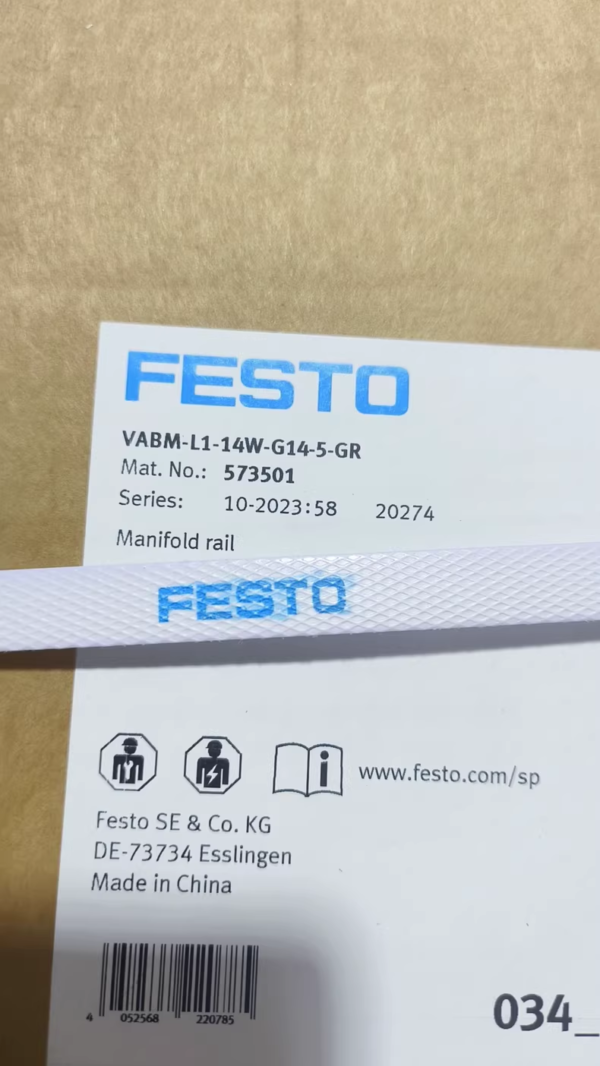 FESTO
VABM-L1-14W-G14-5-GR
Mat. No.: 573501
Series: 10-2023:58 20274
Manifold rail
FESTO
www.festo.com/sp
Festo SE & Co. KG
DE-73734 Esslingen
Made in China
4 052568 220785
034_